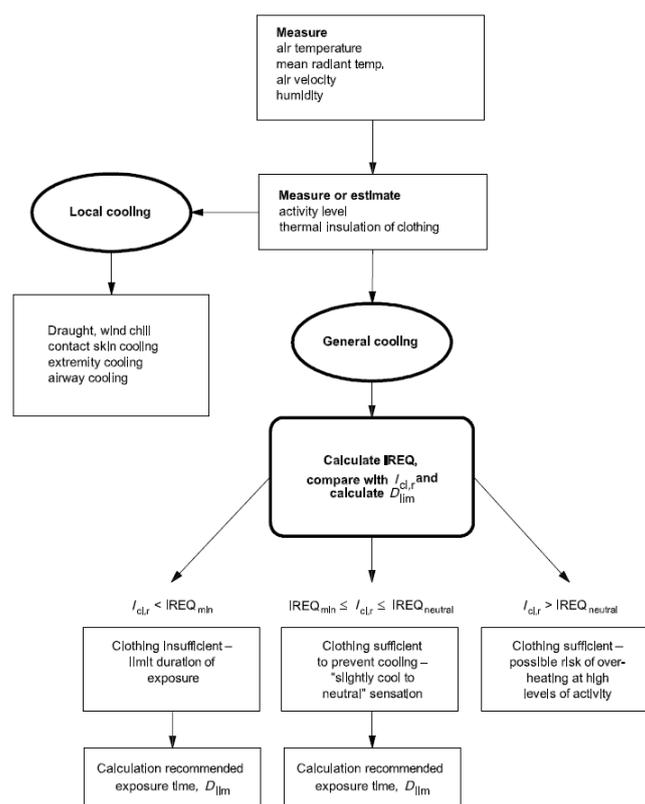 Measure
air temperature
mean radiant temp.
air velocity
humidity
Measure or estimate
activity level
thermal insulation of clothing
Local cooling
Draught, wind chill
contact skin cooling
extremity cooling
airway cooling
General cooling
Calculate IREQ,
compare with Icl,r and
calculate Dlim
Icl,r < IREQmin
IREQmin ≤ Icl,r ≤ IREQneutral
Icl,r > IREQneutral
Clothing insufficient –
limit duration of
exposure
Clothing sufficient
to prevent cooling –
"slightly cool to
neutral" sensation
Clothing sufficient –
possible risk of over-
heating at high
levels of activity
Calculation recommended
exposure time, Dlim
Calculation recommended
exposure time, Dlim